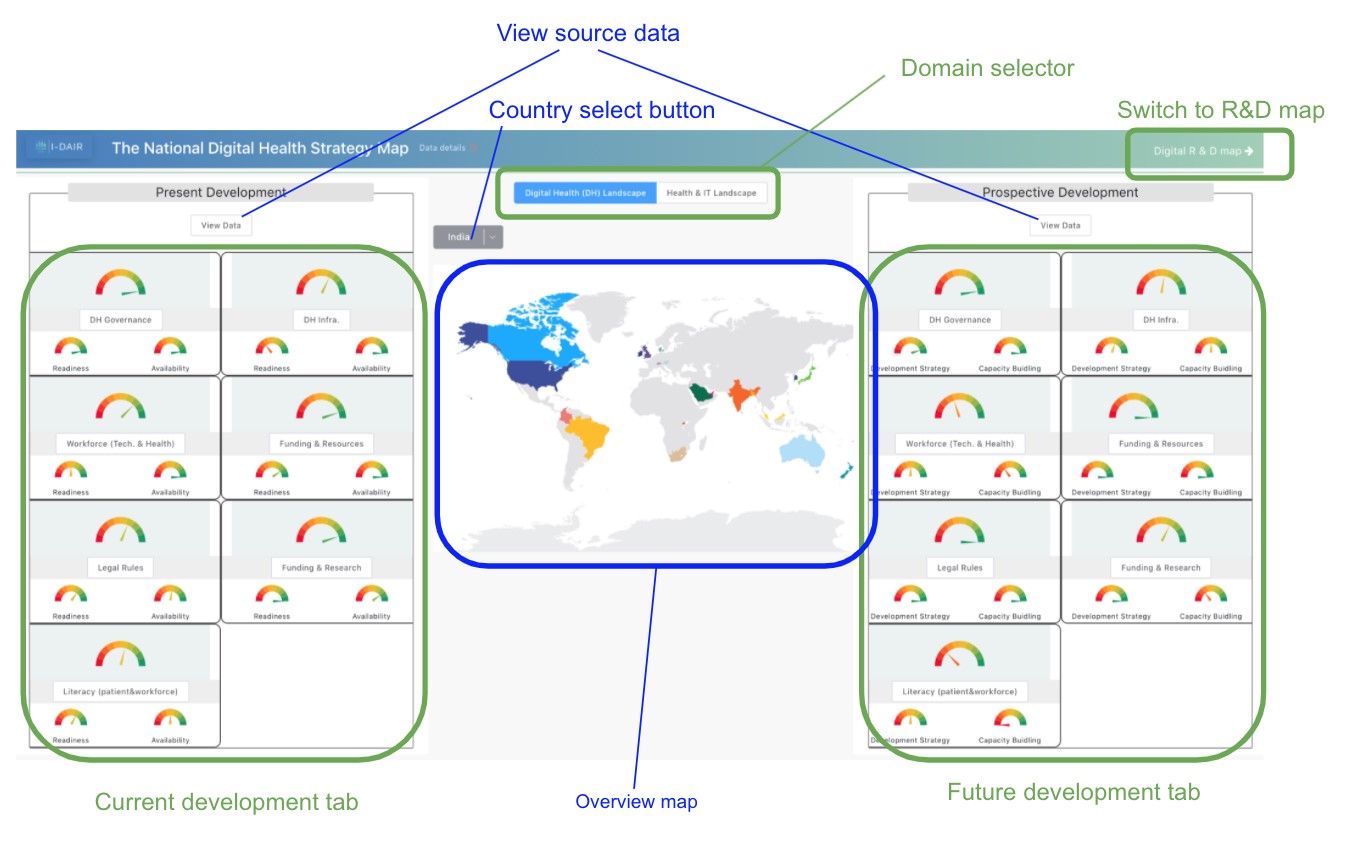 View source data
Domain selector
Country select button
Switch to R&D map
I-DAIR
The National Digital Health Strategy Map
Data details
Digital R & D map →
Present Development
View Data
Digital Health (DH) Landscape
Health & IT Landscape
India
Prospective Development
View Data
DH Governance
DH Infra.
Readiness
Availability
Readiness
Availability
Workforce (Tech. & Health)
Funding & Resources
Readiness
Availability
Readiness
Availability
Legal Rules
Funding & Research
Readiness
Availability
Readiness
Availability
Literacy (patient&workforce)
Readiness
Availability
DH Governance
DH Infra.
Development Strategy
Capacity Buidling
Development Strategy
Capacity Buidling
Workforce (Tech. & Health)
Funding & Resources
Development Strategy
Capacity Buidling
Development Strategy
Capacity Buidling
Legal Rules
Funding & Research
Development Strategy
Capacity Buidling
Development Strategy
Capacity Buidling
Literacy (patient&workforce)
Development Strategy
Capacity Buidling
Current development tab
Overview map
Future development tab